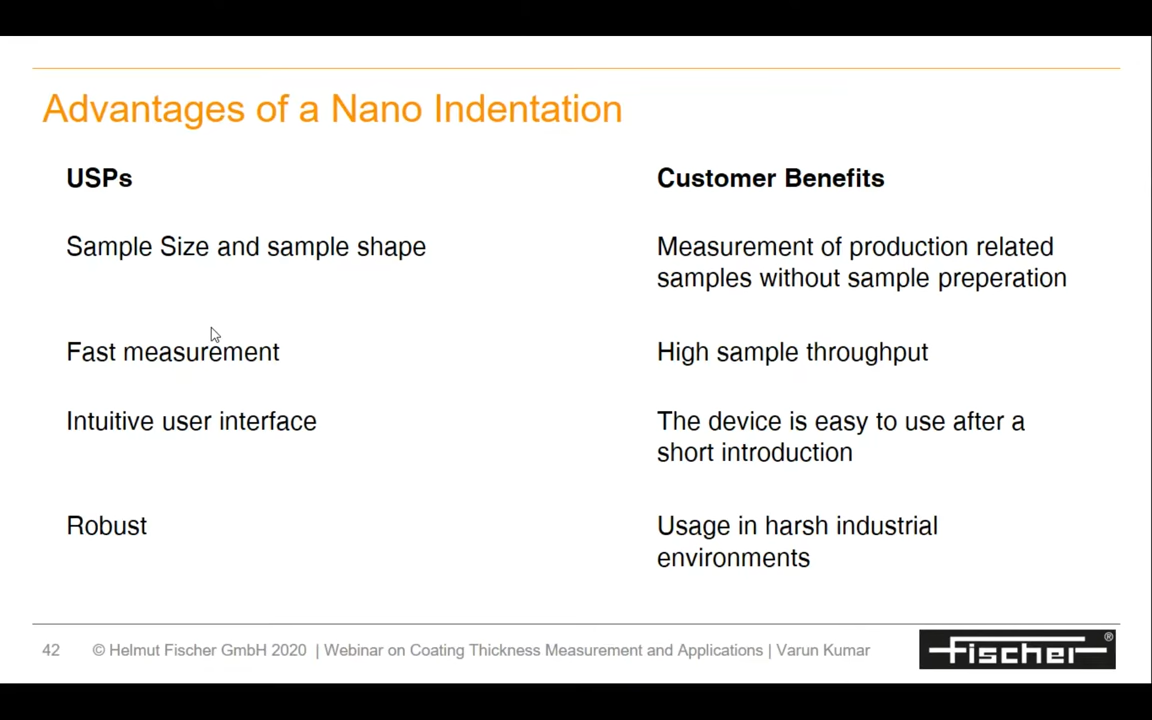 Advantages of a Nano Indentation
USPs
Customer Benefits
Sample Size and sample shape
Measurement of production related
samples without sample preperation
Fast measurement
High sample throughput
Intuitive user interface
The device is easy to use after a
short introduction
Robust
Usage in harsh industrial
environments
42 © Helmut Fischer GmbH 2020 | Webinar on Coating Thickness Measurement and Applications | Varun Kumar
fischer®